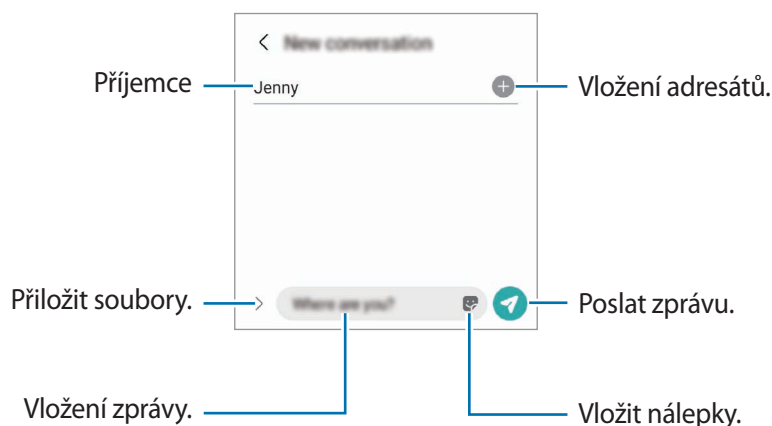 New conversation
Příjemce
Jenny
Vložení adresátů.
Přiložit soubory.
Where are you?
Poslat zprávu.
Vložení zprávy.
Vložit nálepky.